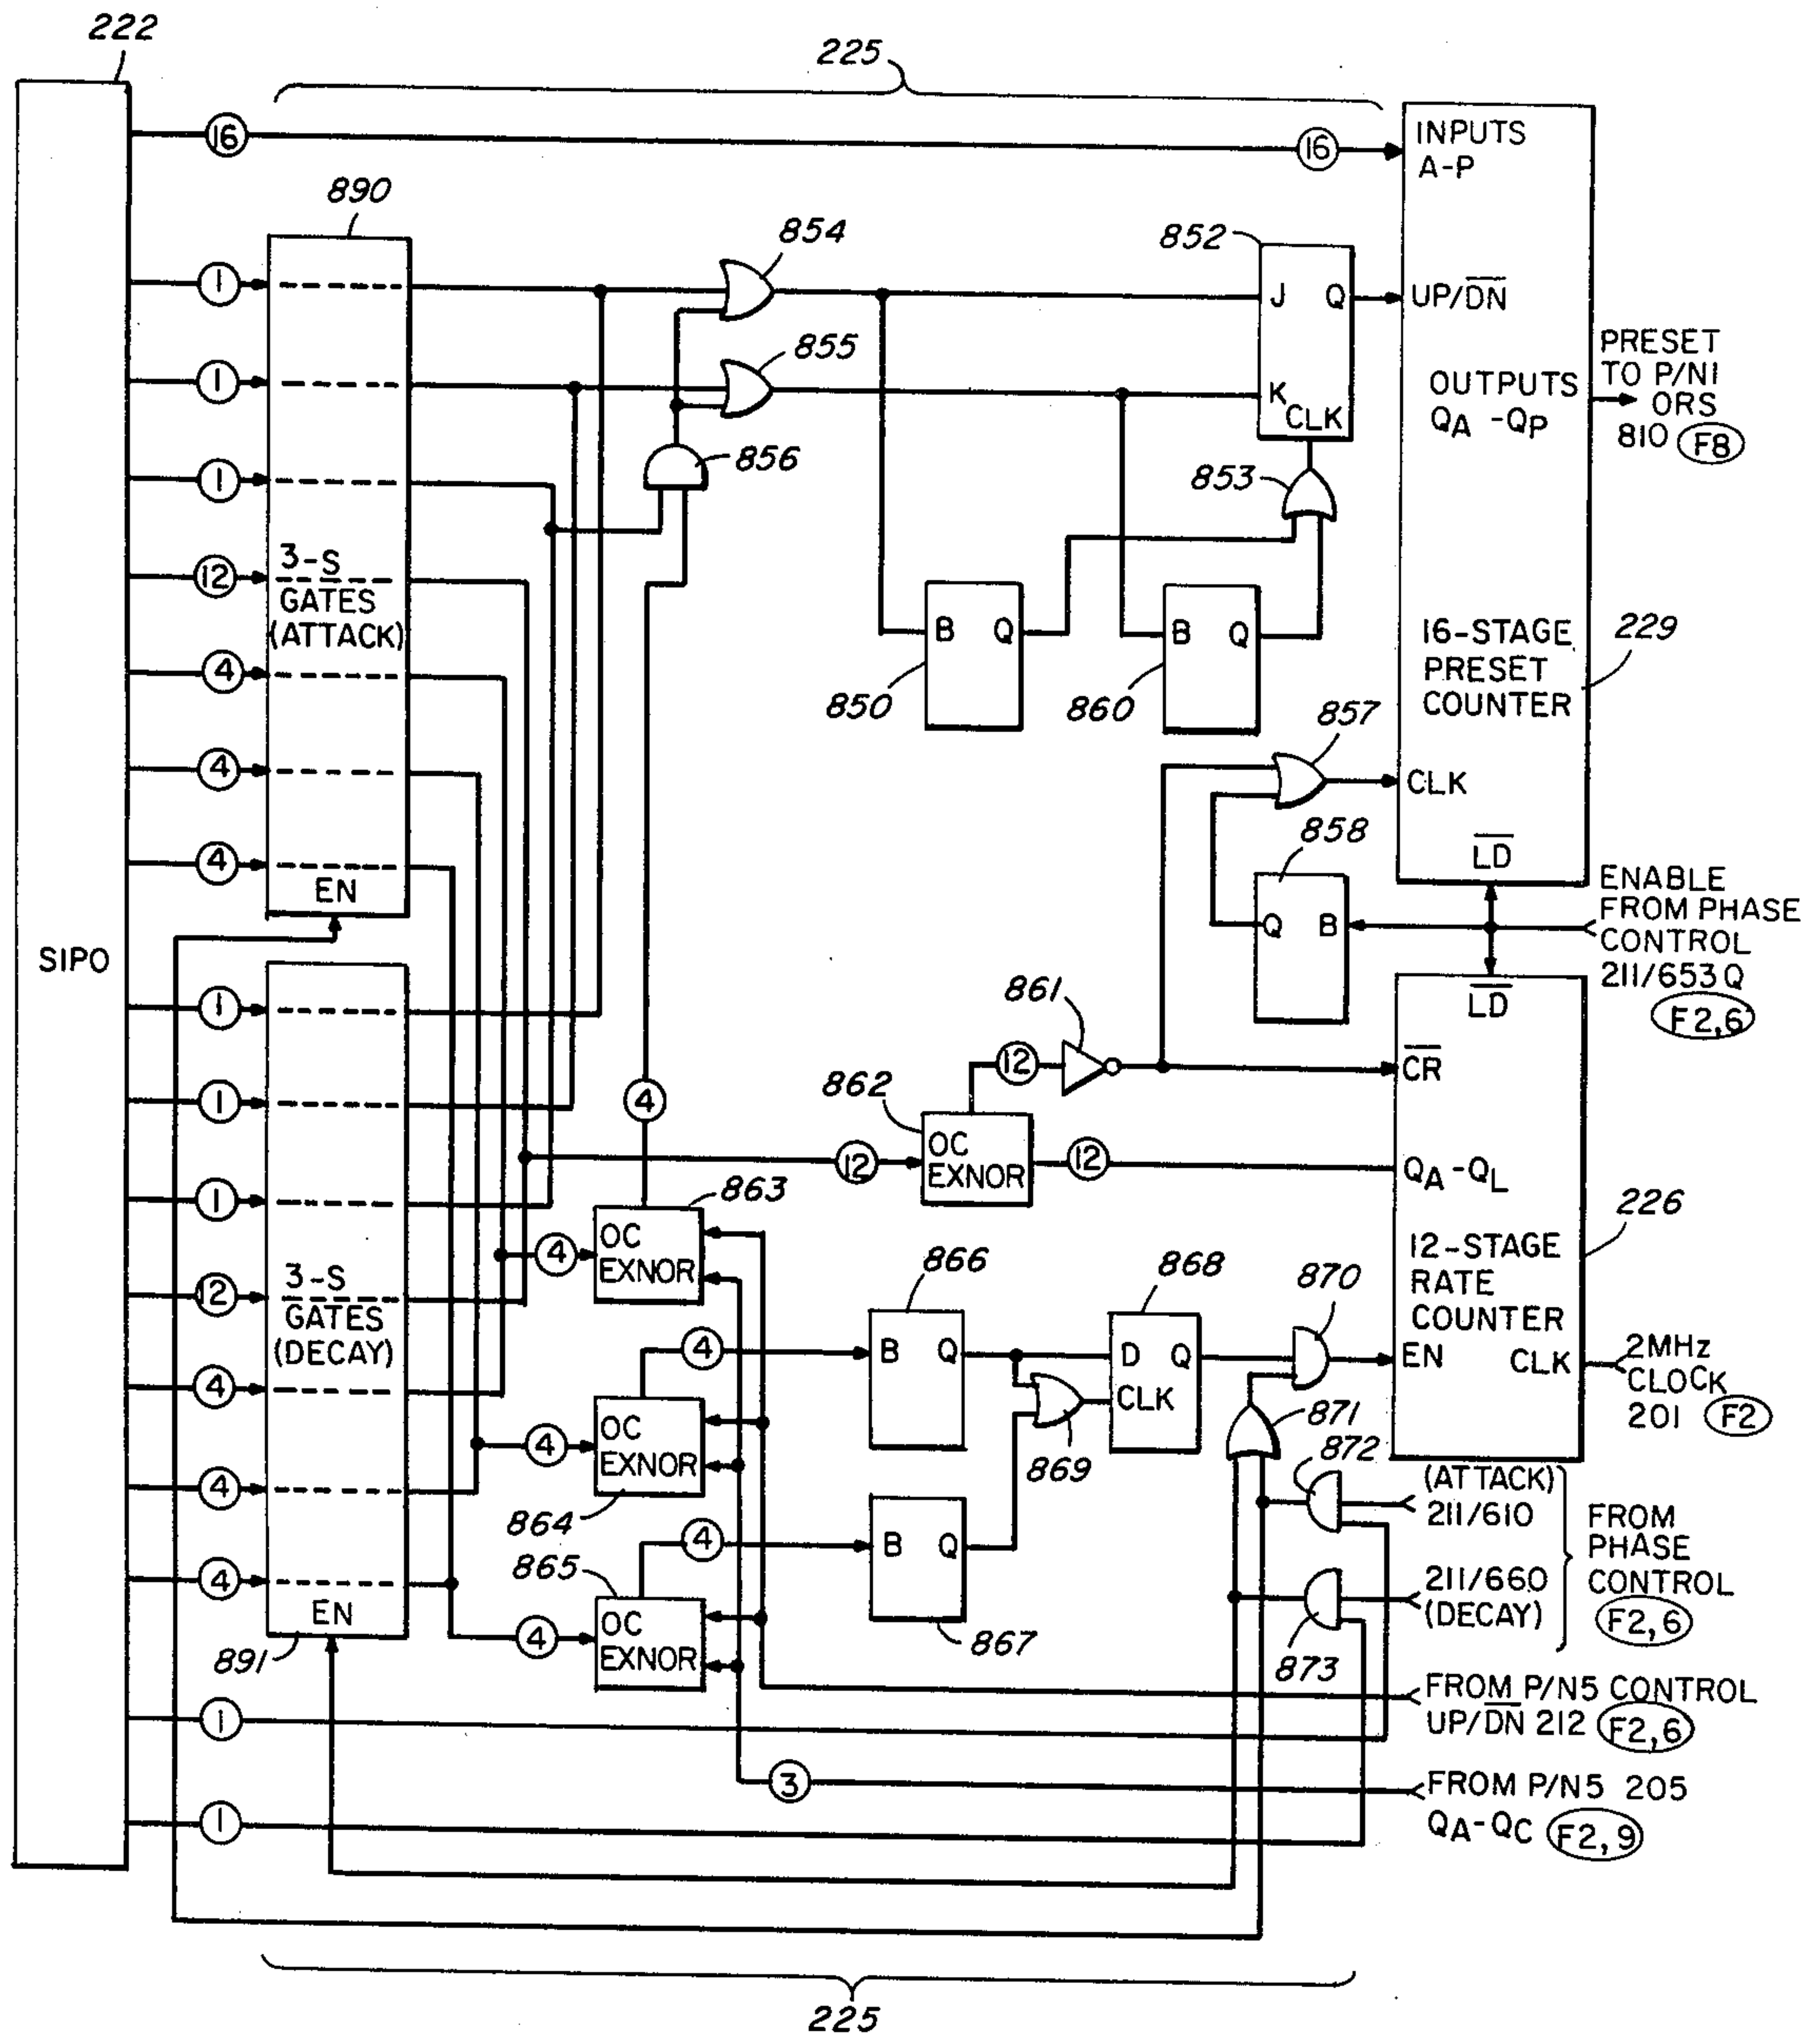 222
225
16
16
INPUTS
A-P
890
854
852
1
J
Q
UP/DN
855
1
K
CLK
OUTPUTS
QA -QP
PRESET
TO P/N1
ORS
810 F8
856
853
1
12
3-S
GATES
(ATTACK)
B
Q
B
Q
16-STAGE
PRESET
COUNTER
229
4
850
860
857
4
CLK
858
4
LD
EN
ENABLE
FROM PHASE
CONTROL
211/653Q
F2,6
Q
B
SIPO
861
LD
1
12
CR
862
1
4
OC
EXNOR
12
12
QA-QL
863
1
226
OC
EXNOR
4
12-STAGE
RATE
COUNTER
12
3-S
GATES
(DECAY)
866
868
870
4
B
Q
D
Q
EN
CLK
2MHz
CLOCK
201 F2
4
CLK
OC
EXNOR
4
871
869
872
(ATTACK)
211/610
4
864
FROM
PHASE
CONTROL
F2,6
4
B
Q
865
4
211/660
(DECAY)
EN
OC
EXNOR
4
867
873
891
FROM P/N5 CONTROL
UP/DN 212 F2,6
1
3
FROM P/N5 205
QA-QC F2,9
1
225